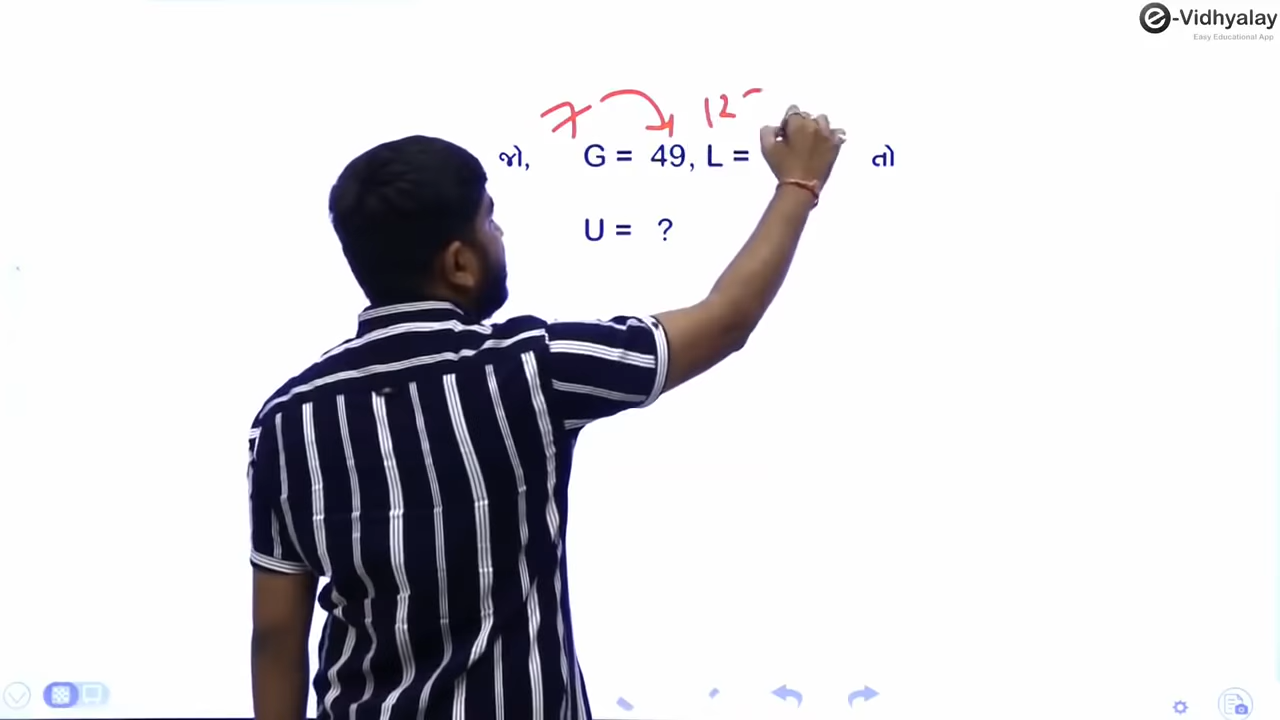 e-Vidhyalay
Easy Educational App
7 12
જો, G = 49, L = તો
U = ?